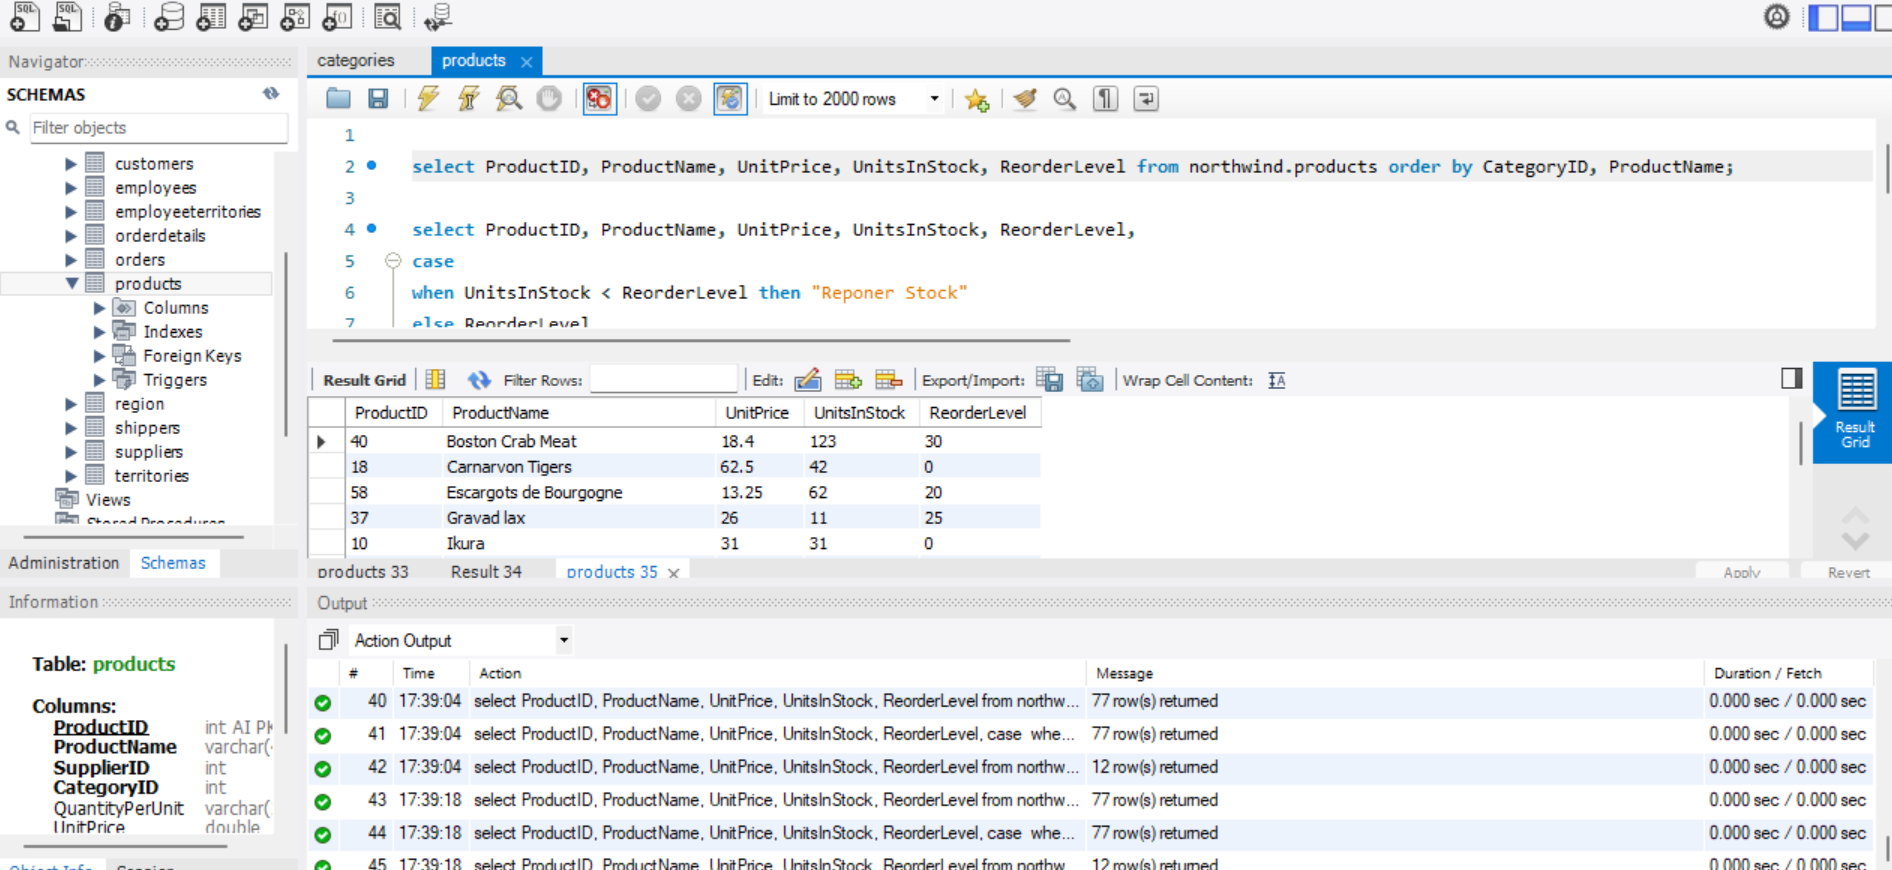 Navigator
SCHEMAS
Filter objects
customers
employees
employeeterritories
orderdetails
orders
products
Columns
Indexes
Foreign Keys
Triggers
region
shippers
suppliers
territories
Views
Stored Procedures
Administration Schemas
Information
Table: products
Columns:
ProductID int AI PK
ProductName varchar(
SupplierID int
CategoryID int
QuantityPerUnit varchar(
UnitPrice double
Object Info Session
categories products
Limit to 2000 rows
1
2 select ProductID, ProductName, UnitPrice, UnitsInStock, ReorderLevel from northwind.products order by CategoryID, ProductName;
3
4 select ProductID, ProductName, UnitPrice, UnitsInStock, ReorderLevel,
5 case
6 when UnitsInStock < ReorderLevel then "Reponer Stock"
7 else ReorderLevel
Result Grid Filter Rows: Edit: Export/Import: Wrap Cell Content:
ProductID ProductName UnitPrice UnitsInStock ReorderLevel
40 Boston Crab Meat 18.4 123 30
18 Carnarvon Tigers 62.5 42 0
58 Escargots de Bourgogne 13.25 62 20
37 Gravad lax 26 11 25
10 Ikura 31 31 0
Result
Grid
products 33 Result 34 products 35 Apply Revert
Output
Action Output
# Time Action Message Duration / Fetch
40 17:39:04 select ProductID, ProductName, UnitPrice, UnitsInStock, ReorderLevel from northw... 77 row(s) returned 0.000 sec / 0.000 sec
41 17:39:04 select ProductID, ProductName, UnitPrice, UnitsInStock, ReorderLevel, case whe... 77 row(s) returned 0.000 sec / 0.000 sec
42 17:39:04 select ProductID, ProductName, UnitPrice, UnitsInStock, ReorderLevel from northw... 12 row(s) returned 0.000 sec / 0.000 sec
43 17:39:18 select ProductID, ProductName, UnitPrice, UnitsInStock, ReorderLevel from northw... 77 row(s) returned 0.000 sec / 0.000 sec
44 17:39:18 select ProductID, ProductName, UnitPrice, UnitsInStock, ReorderLevel, case whe... 77 row(s) returned 0.000 sec / 0.000 sec
45 17:39:18 select ProductID, ProductName, UnitPrice, UnitsInStock, ReorderLevel from northw 12 row(s) returned 0.000 sec / 0.000 sec